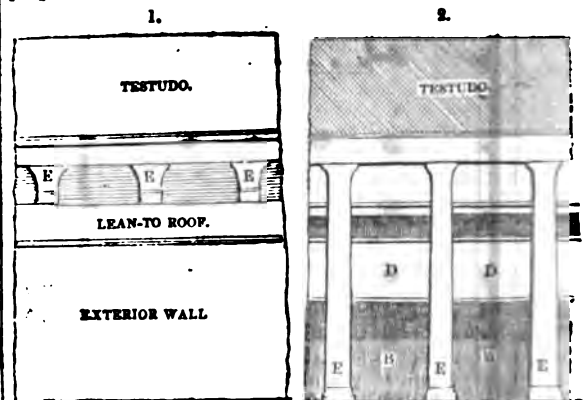 1.
2.
TESTUDO.
TESTUDO.
E E E
LEAN-TO ROOF.
D D
EXTERIOR WALL
E B E E